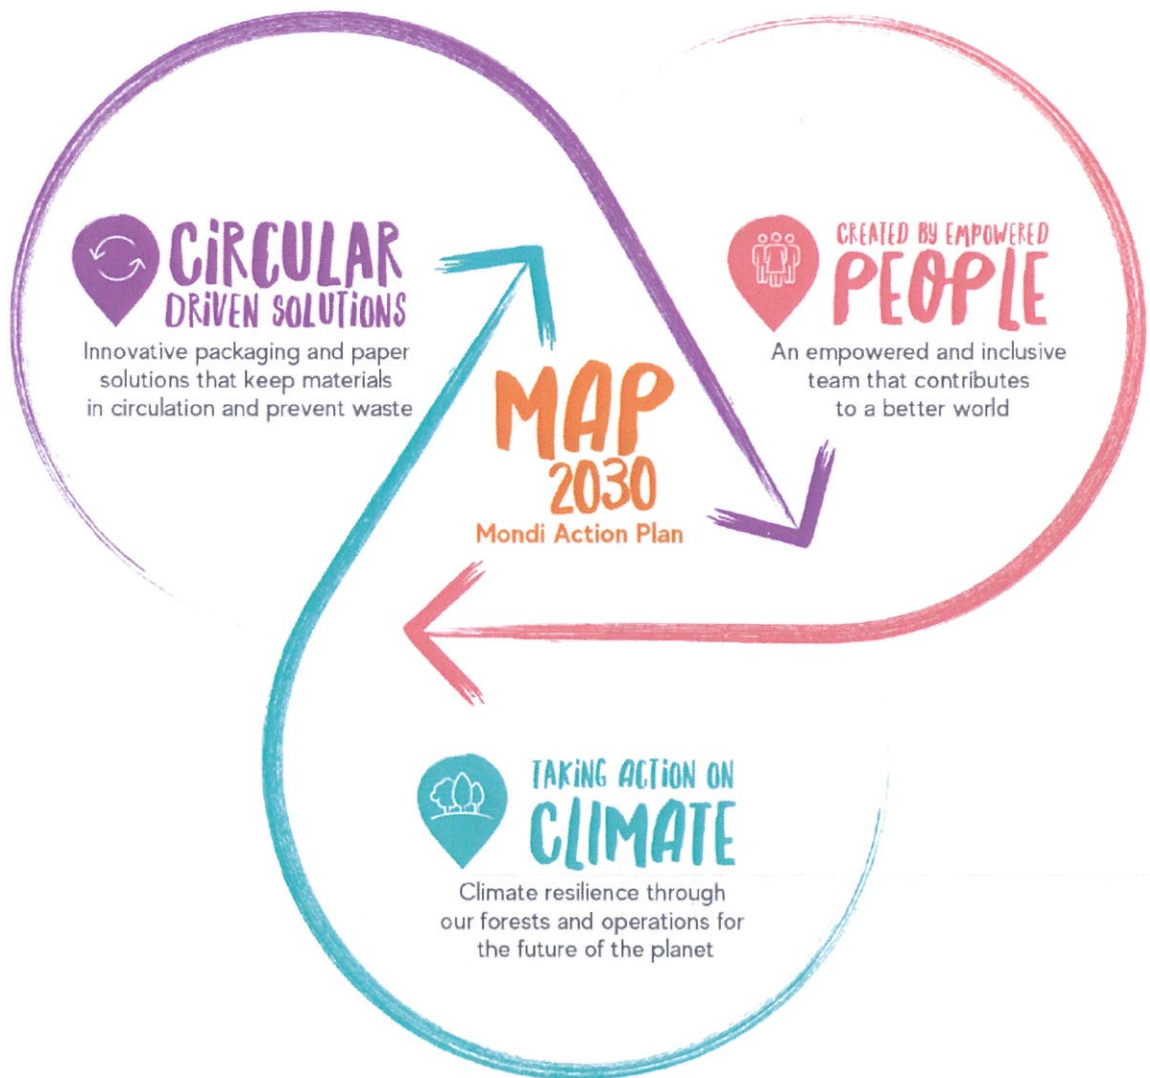 CiRCULAR
DRiVEN SOLUTiONS
Innovative packaging and paper
solutions that keep materials
in circulation and prevent waste
CREATED BY EMPOWERED
PEOPLE
An empowered and inclusive
team that contributes
to a better world
MAP
2030
Mondi Action Plan
TAKiNG ACTiON ON
CLIMATE
Climate resilience through
our forests and operations for
the future of the planet